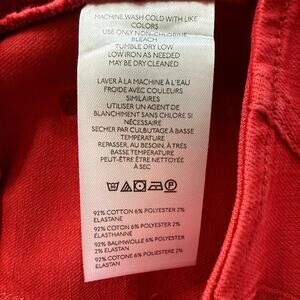 MACHINE WASH COLD WITH LIKE
COLORS
USE ONLY NON-CHLORINE
BLEACH
TUMBLE DRY LOW
LOW IRON AS NEEDED
MAY BE DRY CLEANED
LAVER À LA MACHINE À L'EAU
FROIDE AVEC COULEURS
SIMILAIRES
UTILISER UN AGENT DE
BLANCHIMENT SANS CHLORE SI
NÉCESSAIRE
SECHER PAR CULBUTAGE À BASSE
TEMPERATURE
REPASSER, AU BESOIN, À TRÈS
BASSE TEMPÉRATURE
PEUT-ÊTRE ÊTRE NETTOYÉE
À SEC
92% COTTON 6% POLYESTER 2%
ELASTANE
92% COTON 6% POLYESTER 2%
ÉLASTHANNE
92% BAUMWOLLE 6% POLYESTER
2% ELASTAN
92% COTONE 6% POLIESTERE 2%
ELASTANE